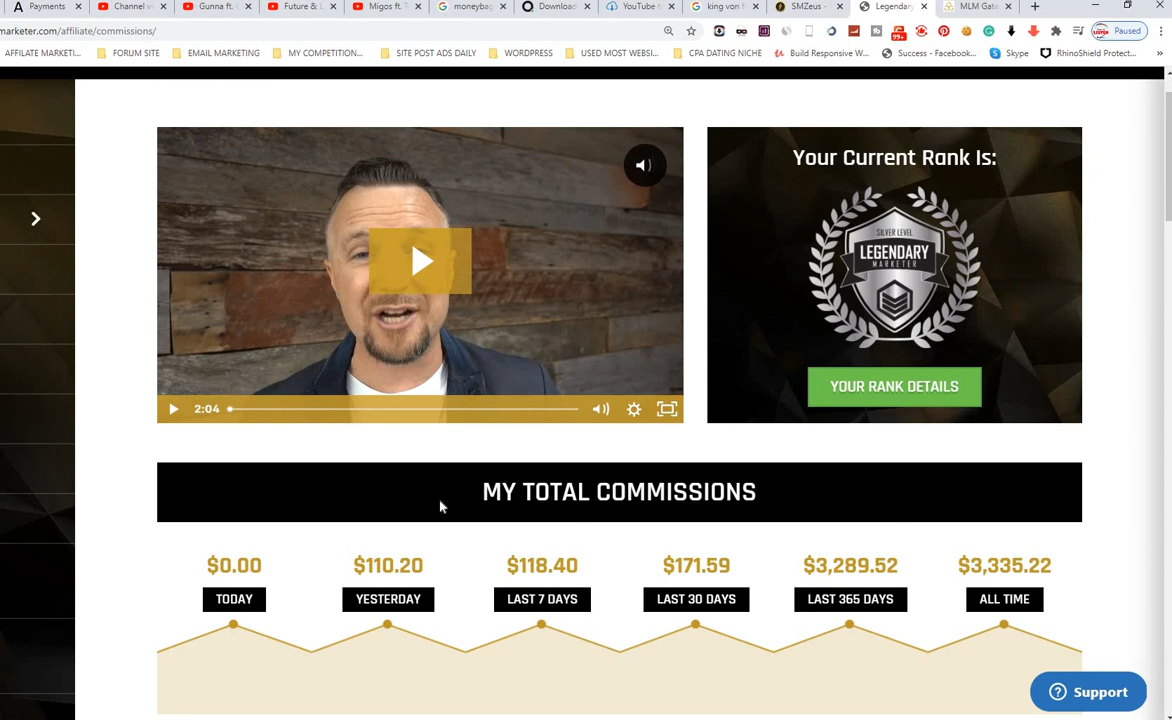 Payments
Channel v
Gunna ft.
Future & L
Migos ft. T
moneybag
Download
YouTube t
king von f
SMZeus -
Legendary
MLM Gate
marketer.com/affiliate/commissions/
99+
Paused
AFFILIATE MARKETI...
FORUM SITE
EMAIL MARKETING
MY COMPETITION...
SITE POST ADS DAILY
WORDPRESS
USED MOST WEBSI...
CPA DATING NICHE
Build Responsive W...
Success - Facebook...
Skype
RhinoShield Protect...
Your Current Rank Is:
SILVER LEVEL
LEGENDARY
MARKETER
YOUR RANK DETAILS
2:04
MY TOTAL COMMISSIONS
$0.00 $110.20 $118.40 $171.59 $3,289.52 $3,335.22
TODAY YESTERDAY LAST 7 DAYS LAST 30 DAYS LAST 365 DAYS ALL TIME
Support